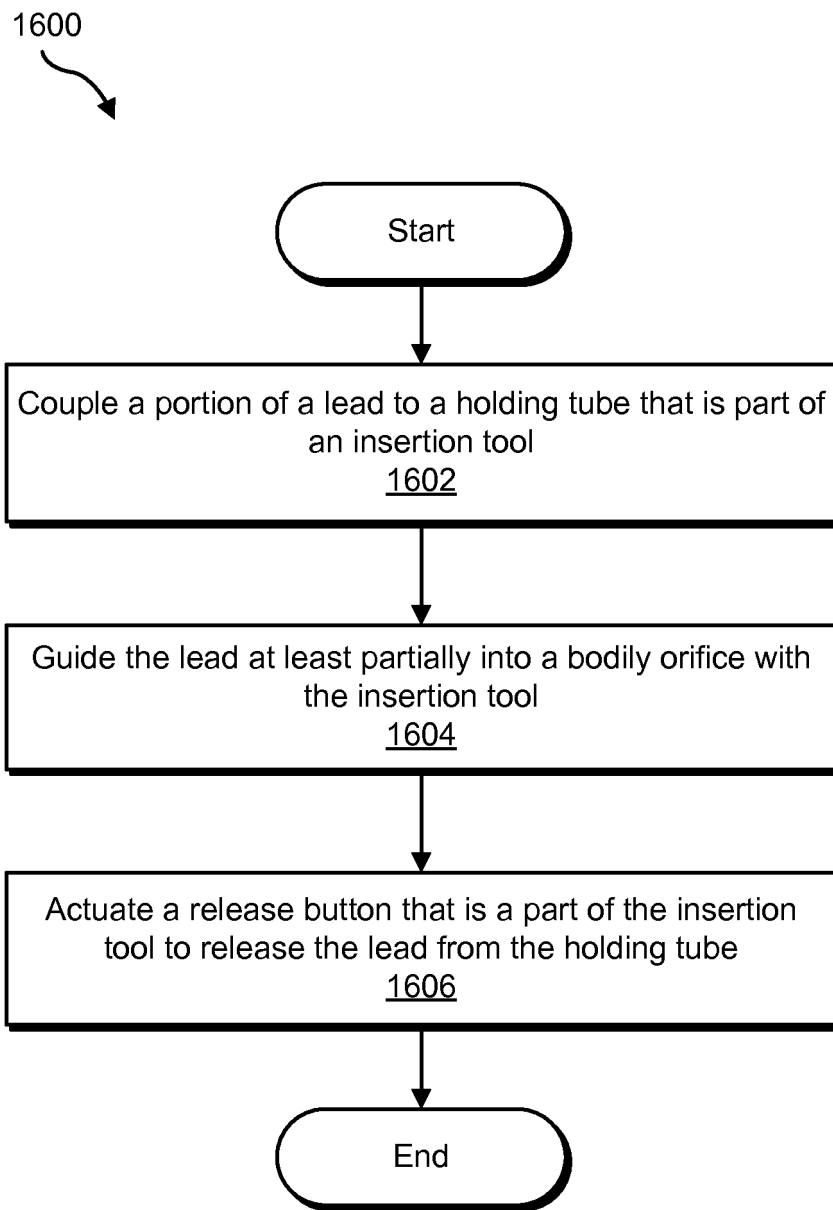 1600
Start
Couple a portion of a lead to a holding tube that is part of
an insertion tool
1602
Guide the lead at least partially into a bodily orifice with
the insertion tool
1604
Actuate a release button that is a part of the insertion
tool to release the lead from the holding tube
1606
End